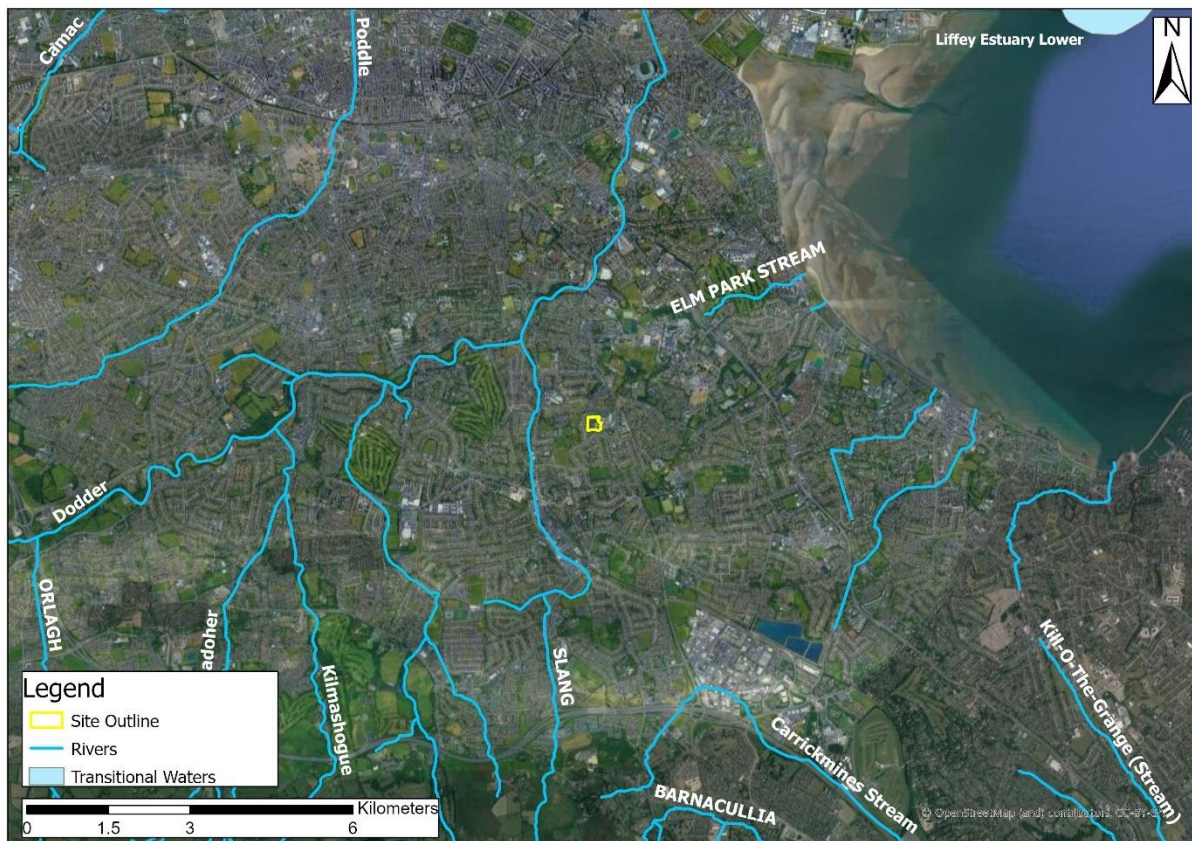 Camac
Poddle
Liffey Estuary Lower
N
ELM PARK STREAM
Dodder
ORLAGH
adoher
Kilmashogue
SLANG
Carrickmines Stream
Kill-O-The-Grange (Stream)
BARNACULLIA
Legend
Site Outline
Rivers
Transitional Waters
Kilometers
0 1.5 3 6
© OpenStreetMap (and) contributors, CC-BY-SA